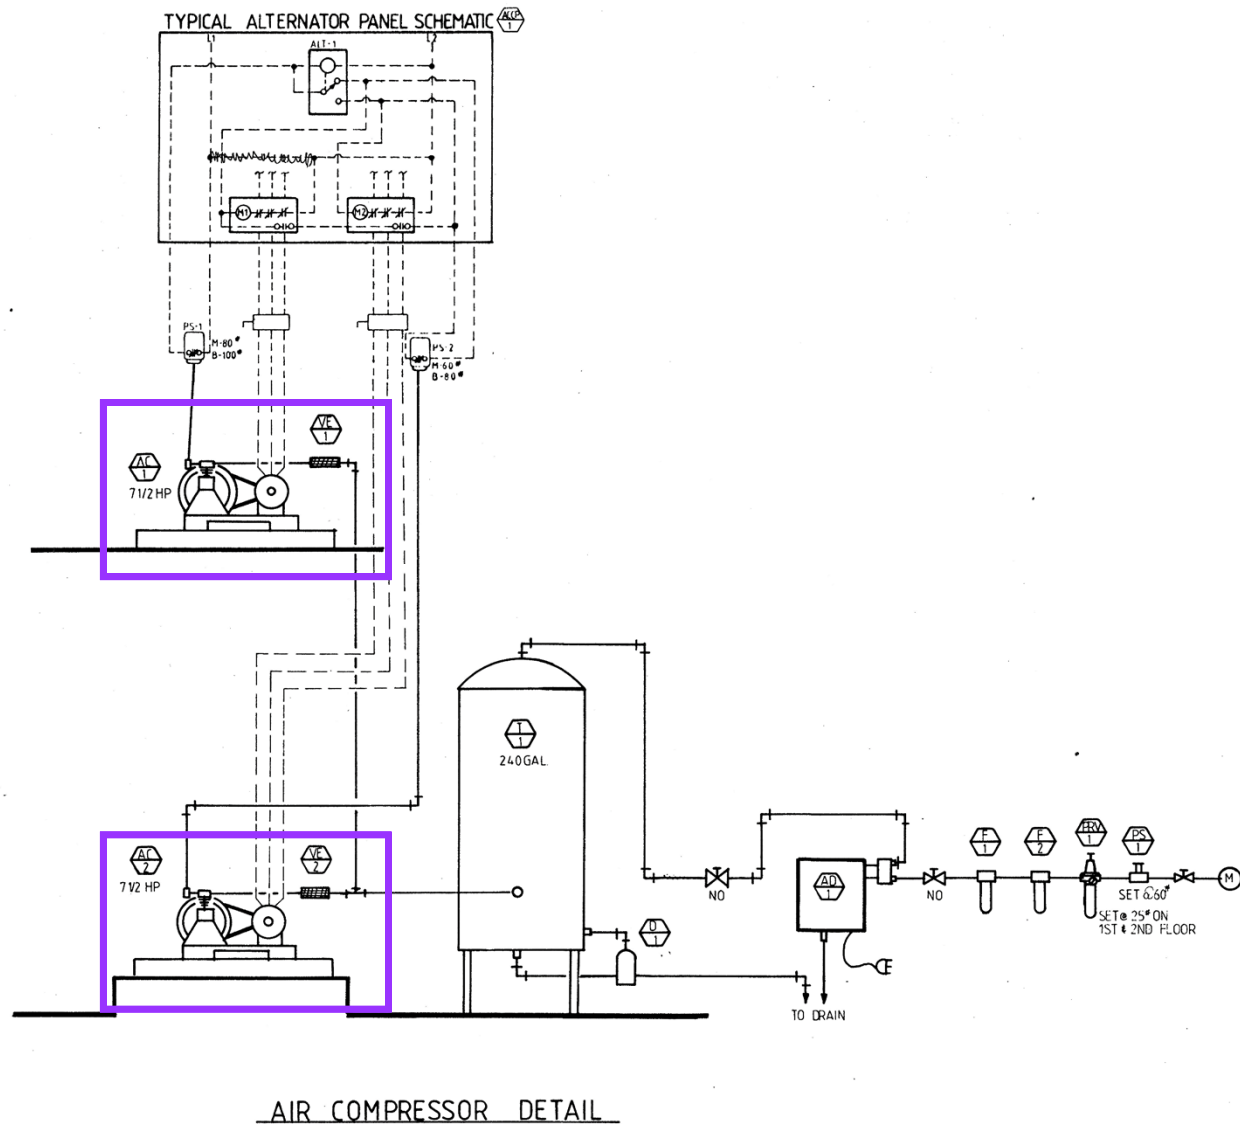 TYPICAL ALTERNATOR PANEL SCHEMATIC
ACCP
1
L1
L2
ALT-1
M1
M2
PS-1
M-80#
B-100#
PS-2
M-60#
B-80#
VE
1
AC
1
7 1/2 HP
T
1
240 GAL.
AC
2
7 1/2 HP
VE
2
NO
AD
1
NO
F
1
F
2
PRV
1
PS
1
M
SET @ 60#
SET @ 25# ON
1ST & 2ND FLOOR
D
1
TO DRAIN
AIR COMPRESSOR DETAIL